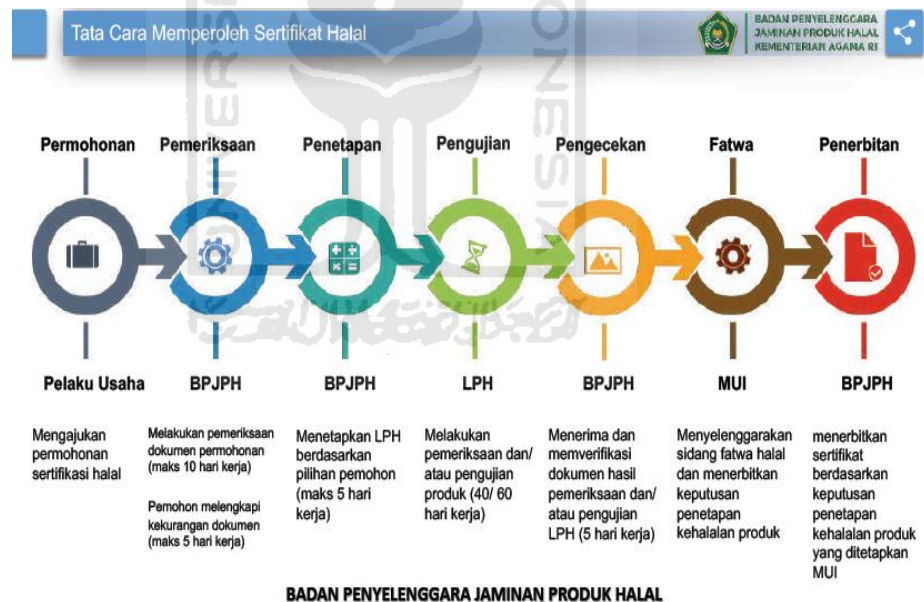 Tata Cara Memperoleh Sertifikat Halal
BADAN PENYELENGGARA
JAMINAN PRODUK HALAL
KEMENTERIAN AGAMA RI
Permohonan
Pemeriksaan
Penetapan
Pengujian
Pengecekan
Fatwa
Penerbitan
Pelaku Usaha
BPJPH
BPJPH
LPH
BPJPH
MUI
BPJPH
Mengajukan
permohonan
sertifikasi halal
Melakukan pemeriksaan
dokumen permohonan
(maks 10 hari kerja)
Pemohon melengkapi
kekurangan dokumen
(maks 5 hari kerja)
Menetapkan LPH
berdasarkan
pilihan pemohon
(maks 5 hari
kerja)
Melakukan
pemeriksaan dan/
atau pengujian
produk (40/ 60
hari kerja)
Menerima dan
memverifikasi
dokumen hasil
pemeriksaan dan/
atau pengujian
LPH (5 hari kerja)
Menyelenggarakan
sidang fatwa halal
dan menerbitkan
keputusan
penetapan
kehalalan produk
menerbitkan
sertifikat
berdasarkan
keputusan
penetapan
kehalalan produk
yang ditetapkan
MUI
BADAN PENYELENGGARA JAMINAN PRODUK HALAL